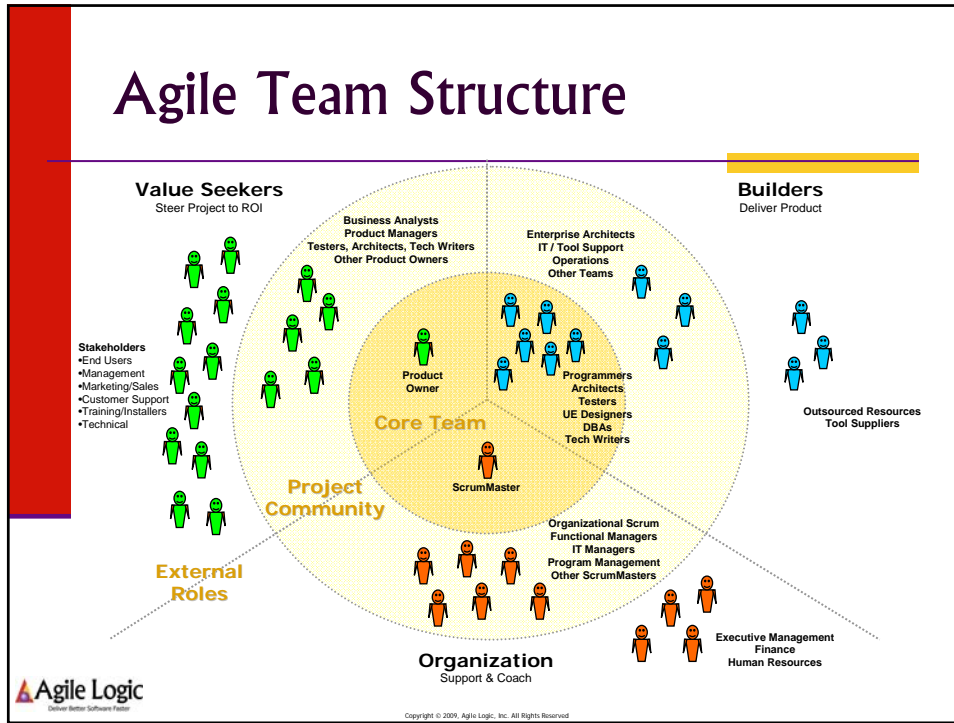 Agile Team Structure
Value Seekers
Steer Project to ROI
Builders
Deliver Product
Business Analysts
Product Managers
Testers, Architects, Tech Writers
Other Product Owners
Enterprise Architects
IT / Tool Support
Operations
Other Teams
Stakeholders
•End Users
•Management
•Marketing/Sales
•Customer Support
•Training/Installers
•Technical
Product
Owner
Programmers
Architects
Testers
UE Designers
DBAs
Tech Writers
Outsourced Resources
Tool Suppliers
Core Team
ScrumMaster
Project
Community
Organizational Scrum
Functional Managers
IT Managers
Program Management
Other ScrumMasters
External
Roles
Executive Management
Finance
Human Resources
Organization
Support & Coach
Agile Logic
Deliver Better Software Faster
Copyright © 2009, Agile Logic, Inc. All Rights Reserved